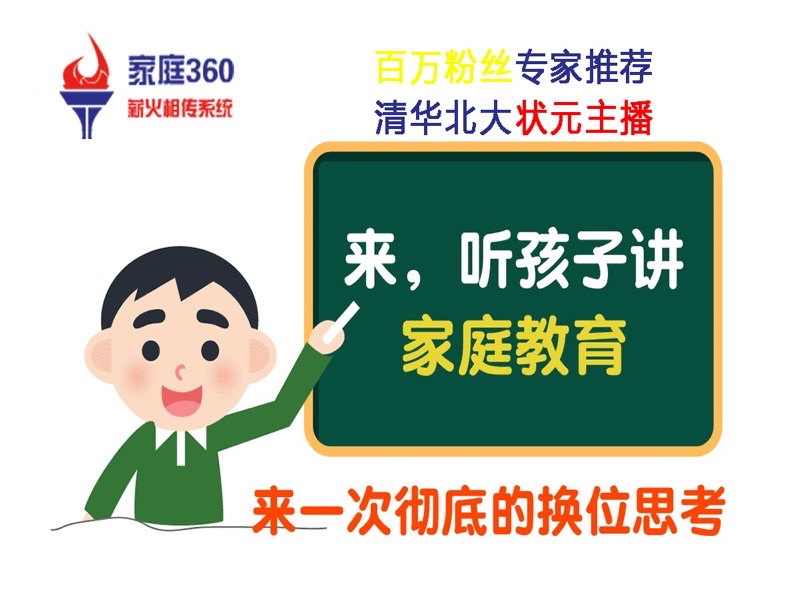 家庭360
薪火相传系统
百万粉丝专家推荐
清华北大状元主播
来，听孩子讲
家庭教育
来一次彻底的换位思考